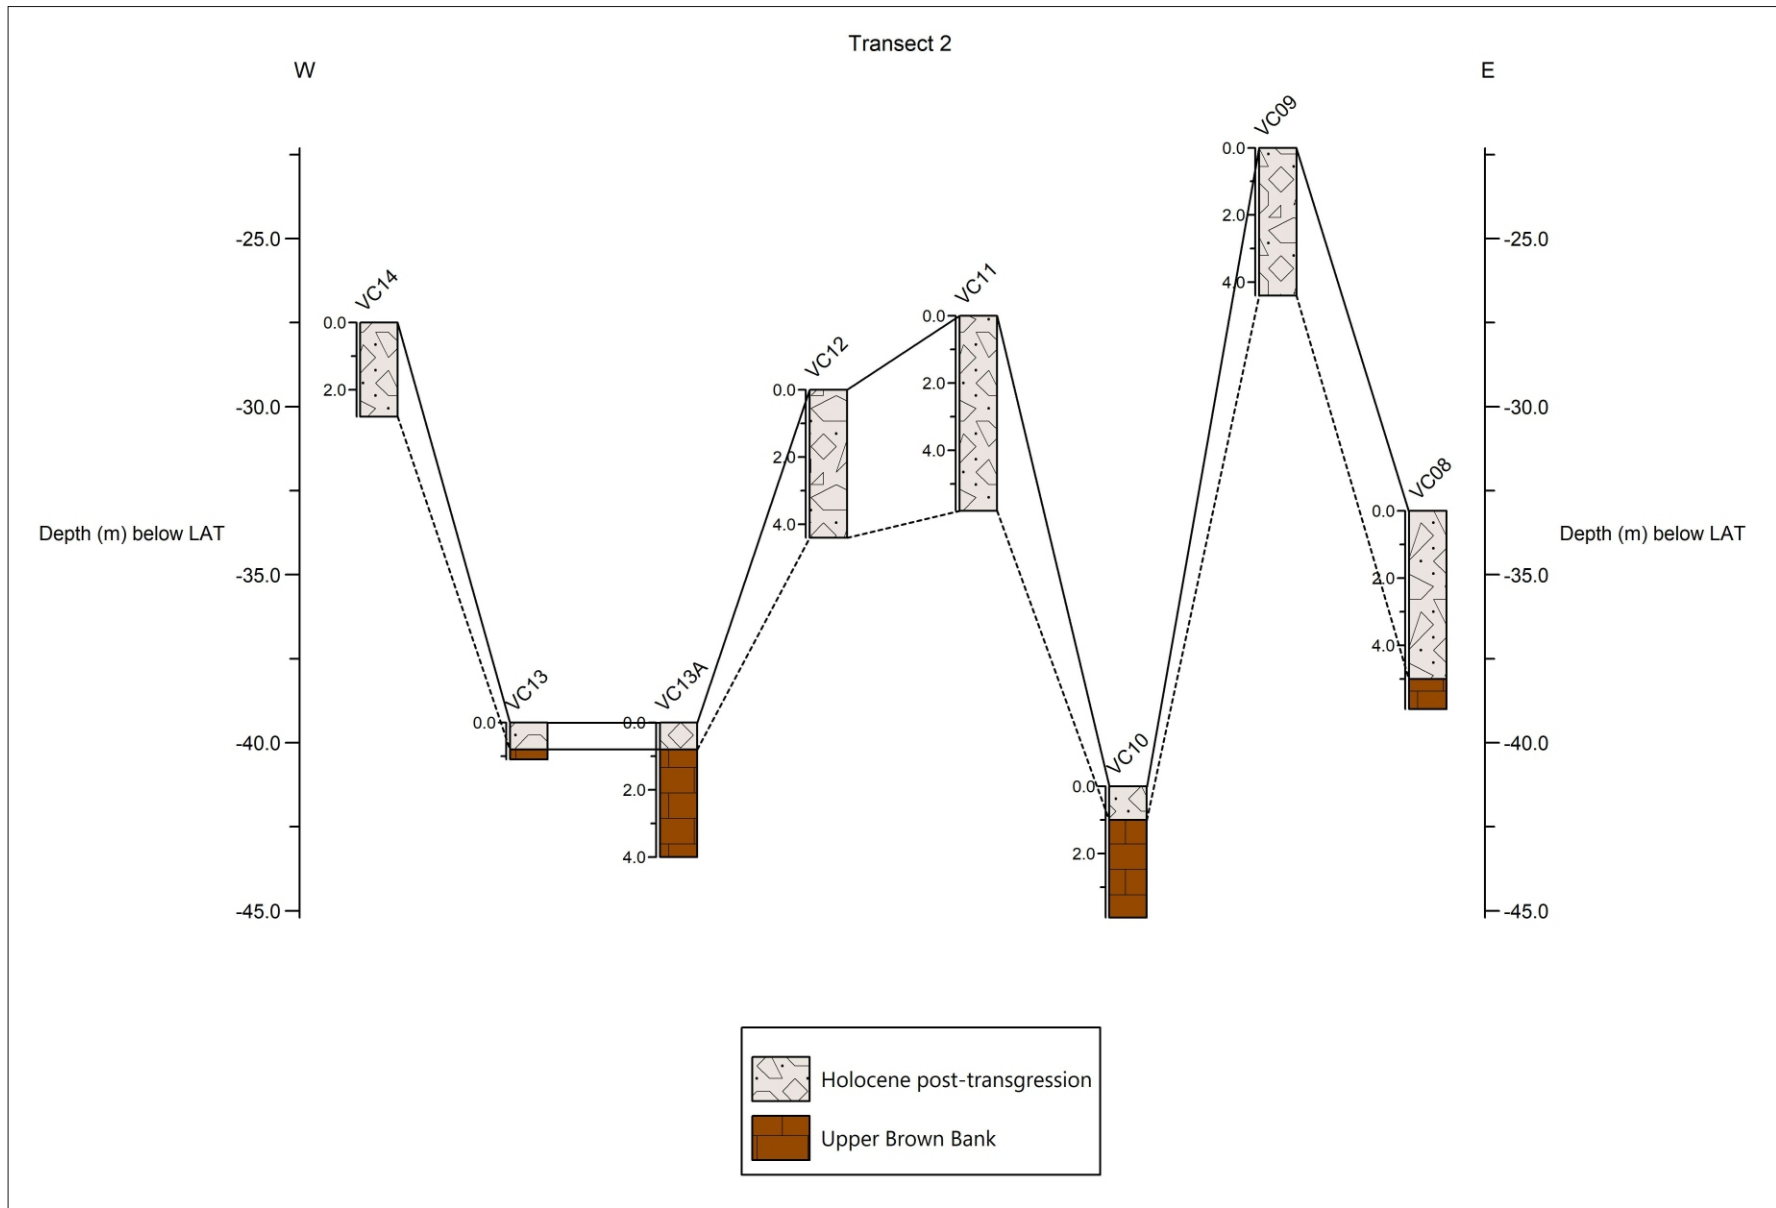 Transect 2
W
E
-25.0
-30.0
-35.0
-40.0
-45.0
Depth (m) below LAT
VC14
0.0
2.0
VC13
0.0
VC13A
0.0
2.0
4.0
VC12
0.0
2.0
4.0
VC11
0.0
2.0
4.0
VC10
0.0
2.0
VC09
0.0
2.0
4.0
VC08
0.0
2.0
4.0
-25.0
-30.0
-35.0
-40.0
-45.0
Depth (m) below LAT
Holocene post-transgression
Upper Brown Bank